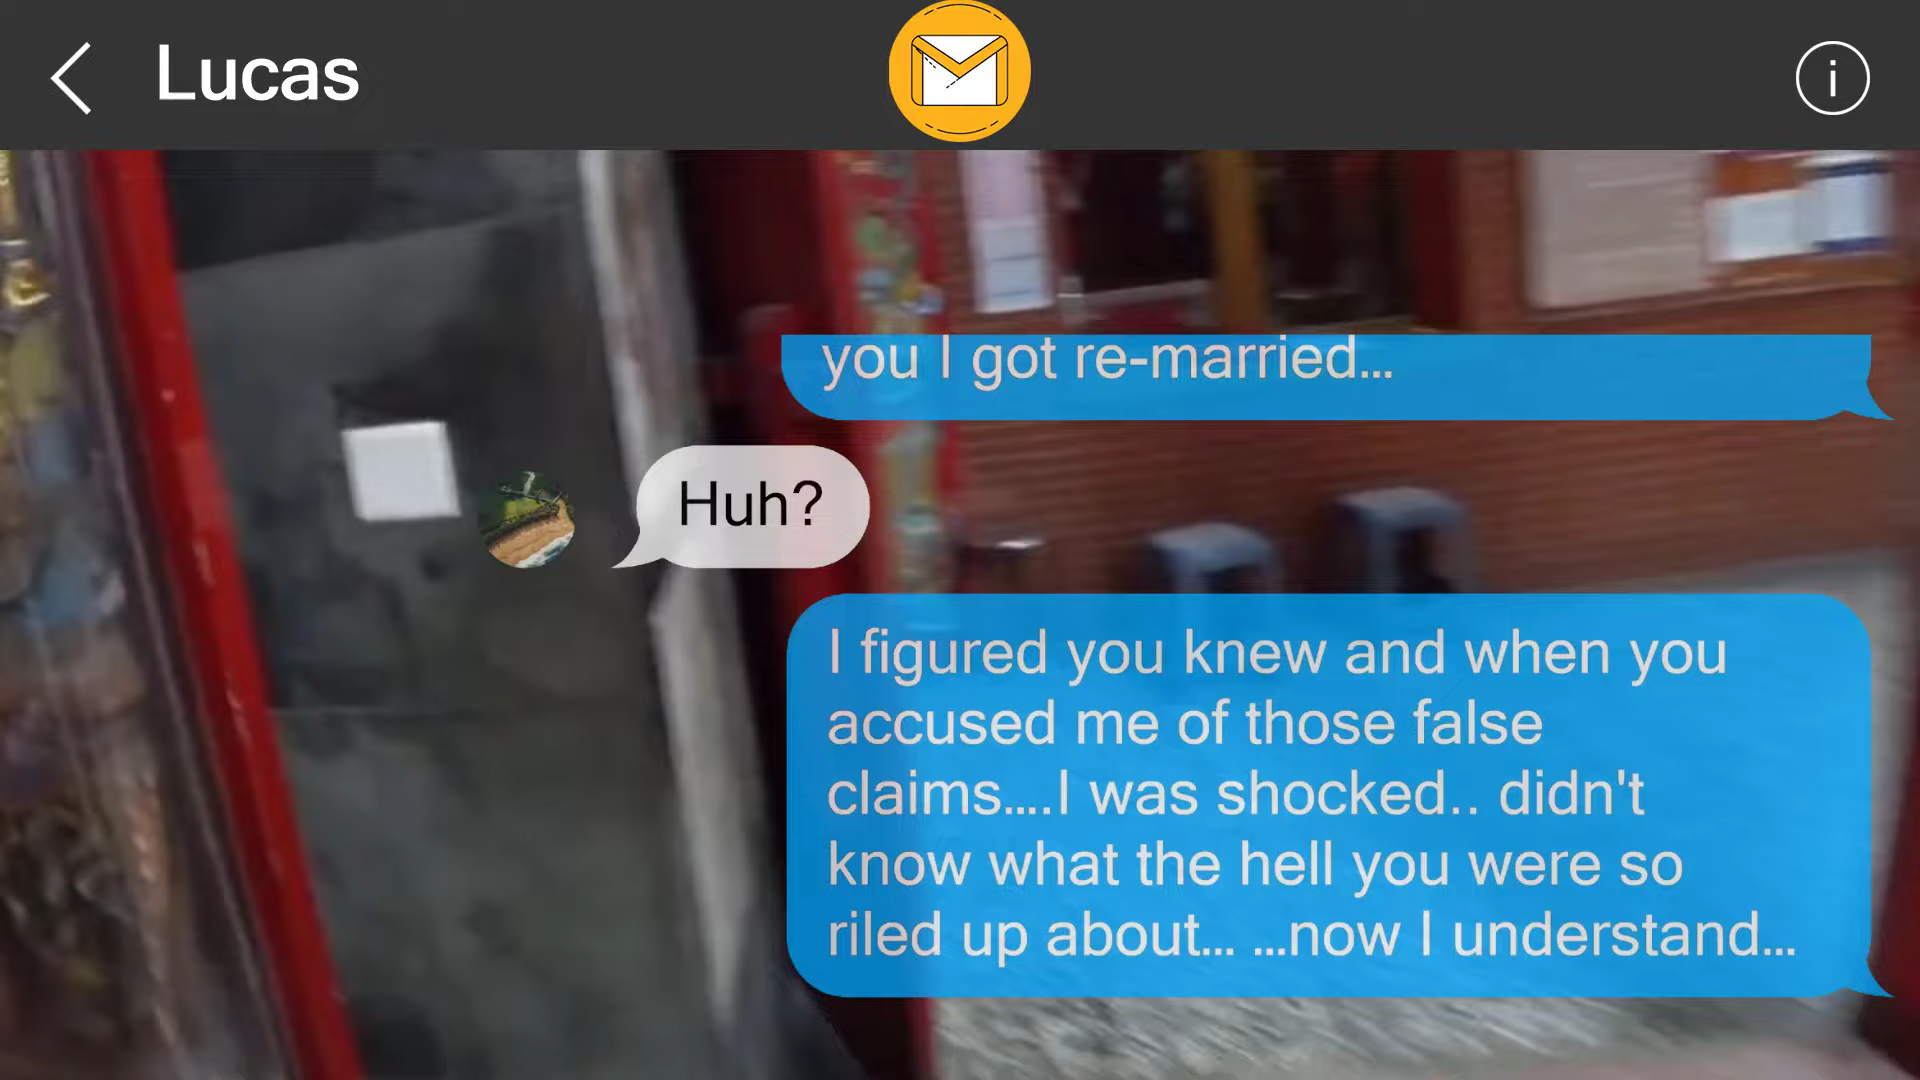 Lucas
i
you I got re-married...
Huh?
I figured you knew and when you
accused me of those false
claims....I was shocked.. didn't
know what the hell you were so
riled up about... ...now I understand...